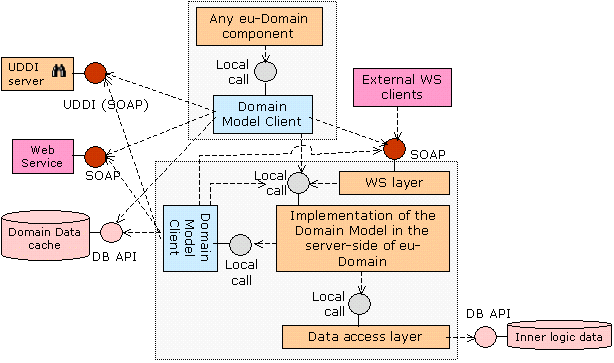 Any eu-Domain
component
Local
call
UDDI
server
UDDI (SOAP)
External WS
clients
Domain
Model Client
Web
Service
SOAP
SOAP
Local
call
WS layer
Domain Data
cache
DB API
Domain
Model
Client
Implementation of the
Domain Model in the
server-side of eu-
Domain
Local
call
Local
call
DB API
Data access layer
Inner logic data